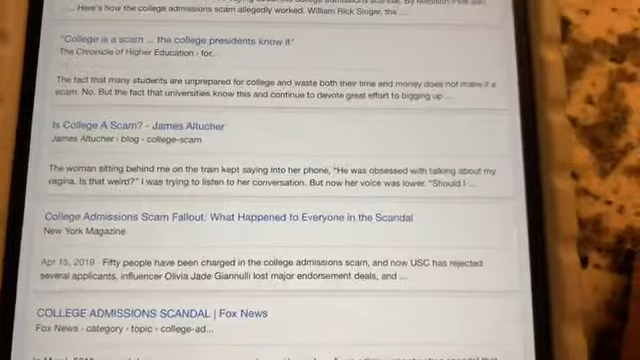 ... Here's how the college admissions scam allegedly worked. William Rick Singer, the ...
"College is a scam ... the college presidents know it"
The Chronicle of Higher Education › for...
The fact that many students are unprepared for college and waste both their time and money does not make it a
scam. No. But the fact that universities know this and continue to devote great effort to bigging up ...
Is College A Scam? - James Altucher
James Altucher › blog › college-scam
The woman sitting behind me on the train kept saying into her phone, "He was obsessed with talking about my
vagina. Is that weird?" I was trying to listen to her conversation. But now her voice was lower. "Should I ...
College Admissions Scam Fallout: What Happened to Everyone in the Scandal
New York Magazine
Apr 15, 2019 - Fifty people have been charged in the college admissions scam, and now USC has rejected
several applicants, influencer Olivia Jade Giannulli lost major endorsement deals, and ...
COLLEGE ADMISSIONS SCANDAL | Fox News
Fox News › category › topic › college-ad...